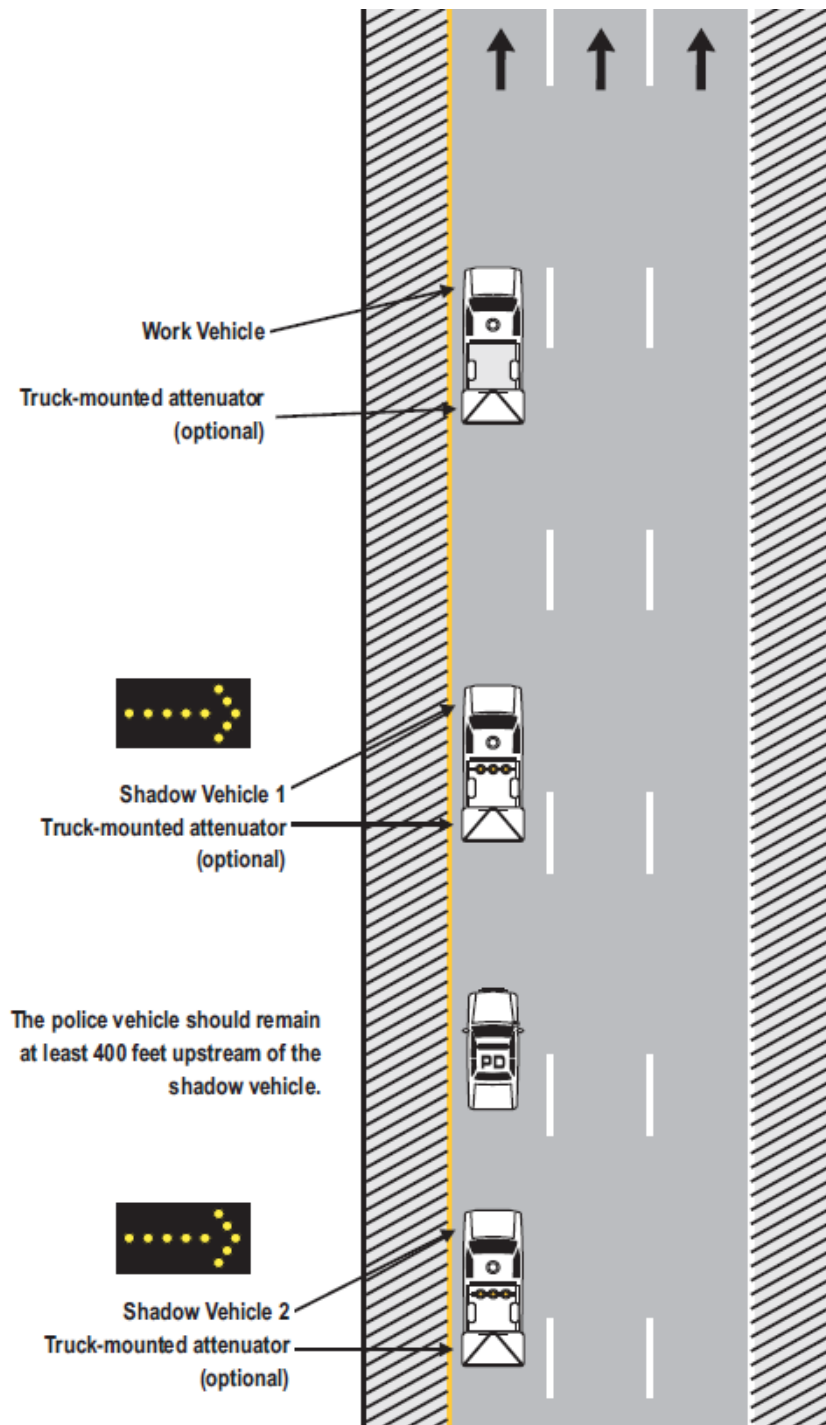 Work Vehicle
Truck-mounted attenuator
(optional)
Shadow Vehicle 1
Truck-mounted attenuator
(optional)
The police vehicle should remain
at least 400 feet upstream of the
shadow vehicle.
PD
Shadow Vehicle 2
Truck-mounted attenuator
(optional)